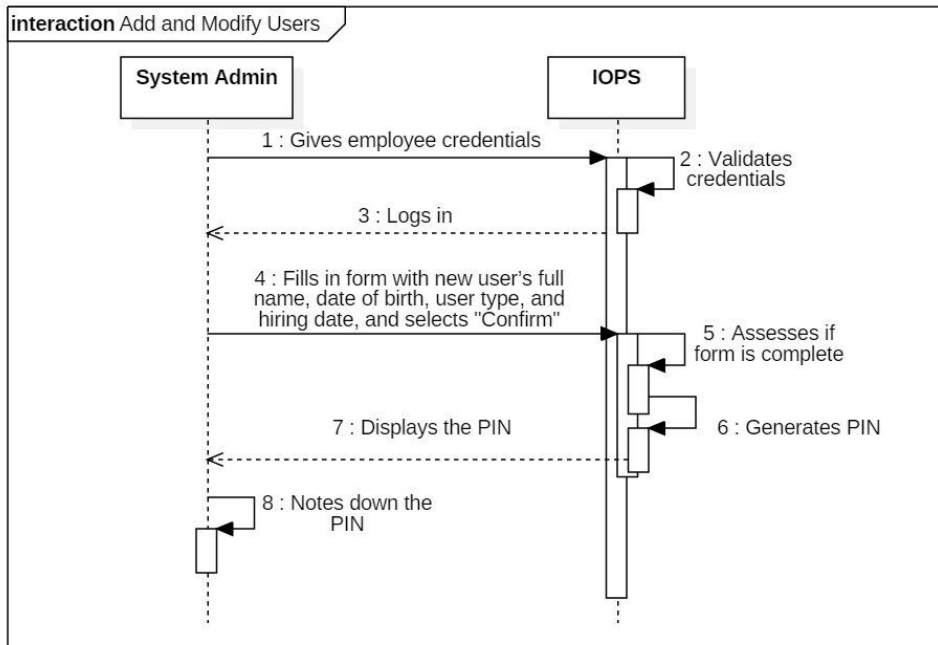 interaction Add and Modify Users
System Admin
IOPS
1 : Gives employee credentials
2 : Validates
credentials
3 : Logs in
4 : Fills in form with new user’s full
name, date of birth, user type, and
hiring date, and selects "Confirm"
5 : Assesses if
form is complete
6 : Generates PIN
7 : Displays the PIN
8 : Notes down the
PIN